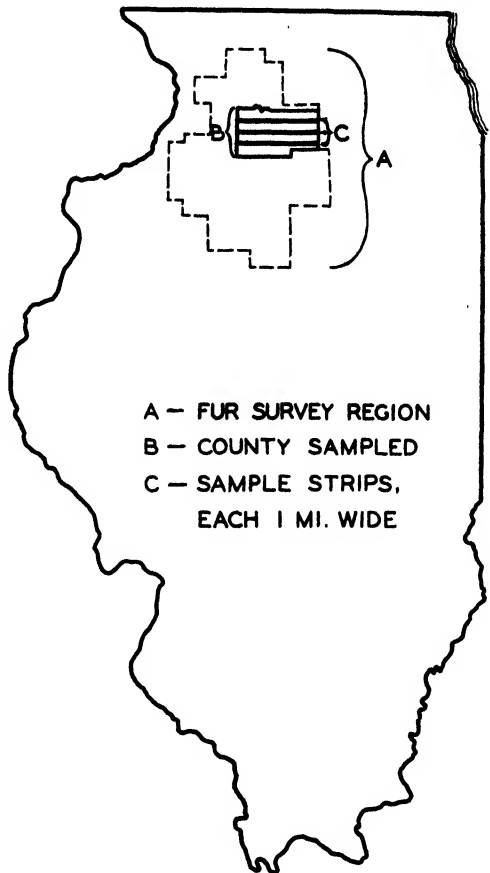 B
C
A
A — FUR SURVEY REGION
B — COUNTY SAMPLED
C — SAMPLE STRIPS,
EACH 1 MI. WIDE